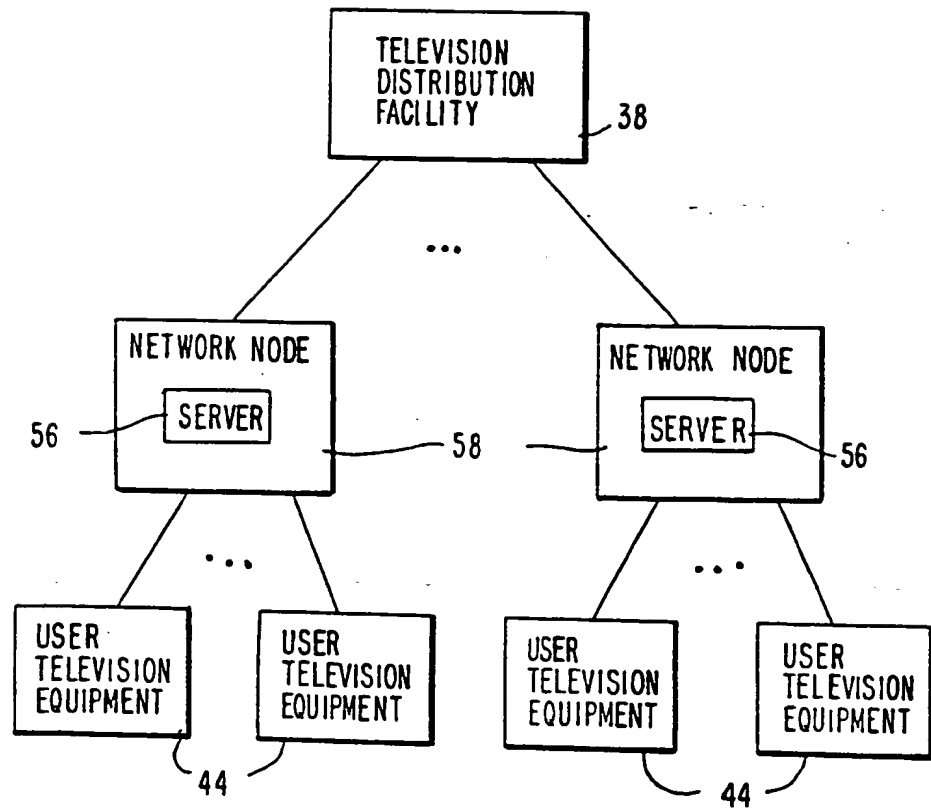 TELEVISION
DISTRIBUTION
FACILITY
38
...
NETWORK NODE
SERVER
56
58
NETWORK NODE
SERVER
56
...
...
USER
TELEVISION
EQUIPMENT
USER
TELEVISION
EQUIPMENT
44
USER
TELEVISION
EQUIPMENT
USER
TELEVISION
EQUIPMENT
44